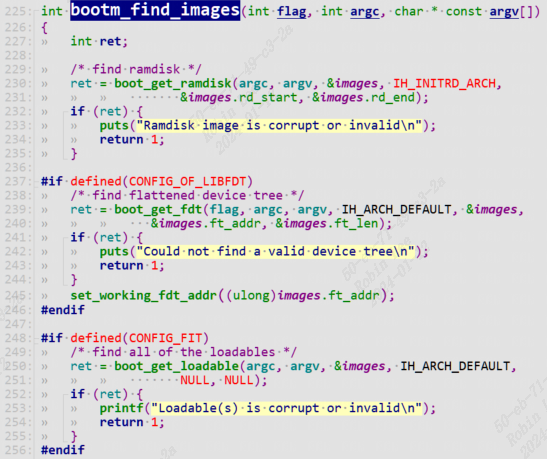 225: int bootm_find_images(int flag, int argc, char * const argv[])
226: {
227: » int ret;
228:
229: » /* find ramdisk */
230: » ret = boot_get_ramdisk(argc, argv, &images, IH_INITRD_ARCH,
231: » » » &images.rd_start, &images.rd_end);
232: » if (ret) {
233: » » puts("Ramdisk image is corrupt or invalid\n");
234: » » return 1;
235: » }
236:
237: #if defined(CONFIG_OF_LIBFDT)
238: » /* find flattened device tree */
239: » ret = boot_get_fdt(flag, argc, argv, IH_ARCH_DEFAULT, &images,
240: » » » &images.ft_addr, &images.ft_len);
241: » if (ret) {
242: » » puts("Could not find a valid device tree\n");
243: » » return 1;
244: » }
245: » set_working_fdt_addr((ulong)images.ft_addr);
246: #endif
247:
248: #if defined(CONFIG_FIT)
249: » /* find all of the loadables */
250: » ret = boot_get_loadable(argc, argv, &images, IH_ARCH_DEFAULT,
251: » » » NULL, NULL);
252: » if (ret) {
253: » » printf("Loadable(s) is corrupt or invalid\n");
254: » » return 1;
255: » }
256: #endif